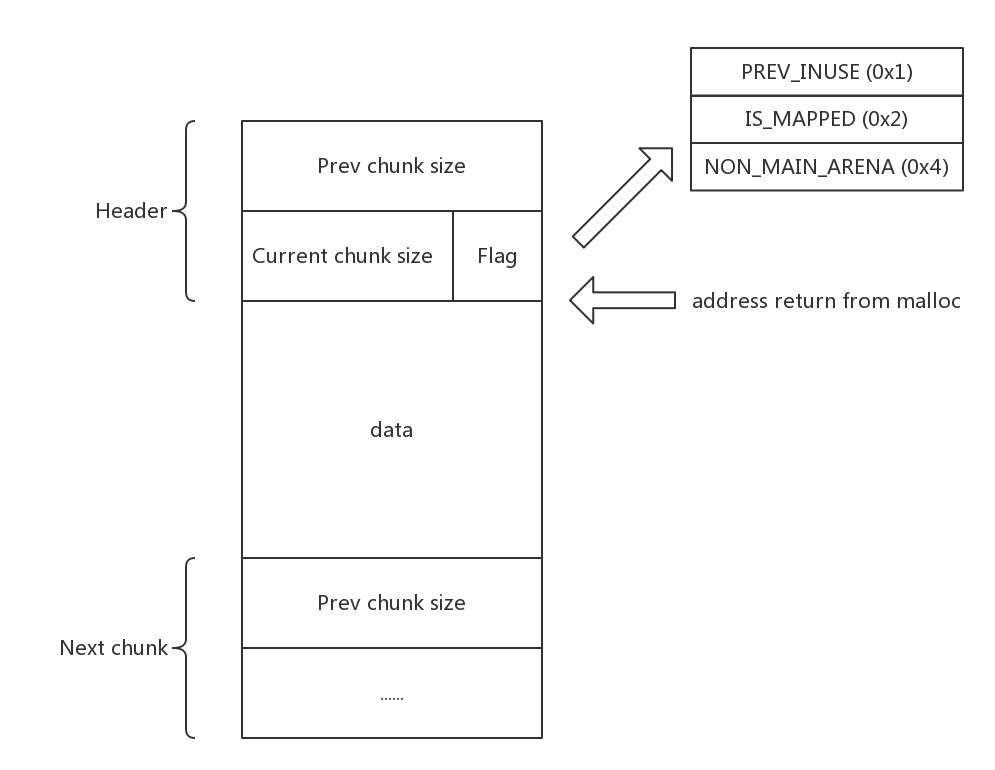 PREV_INUSE (0x1)
IS_MAPPED (0x2)
NON_MAIN_ARENA (0x4)
Prev chunk size
Header
Current chunk size
Flag
address return from malloc
data
Prev chunk size
Next chunk
......